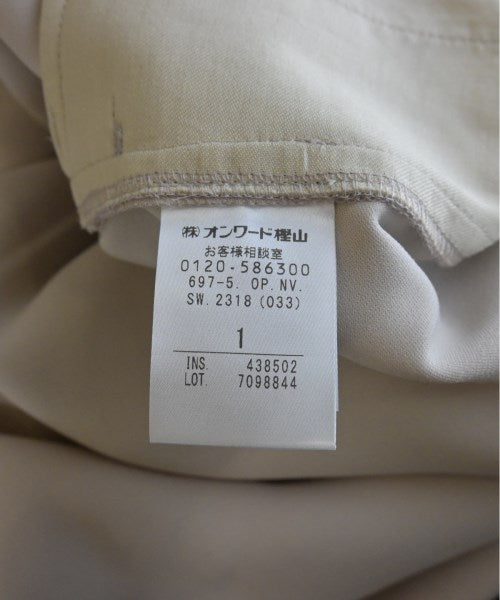 (株) オンワード樫山
お客様相談室
0120-586300
697-5. OP. NV.
SW. 2318 (033)
1
INS. 438502
LOT. 7098844